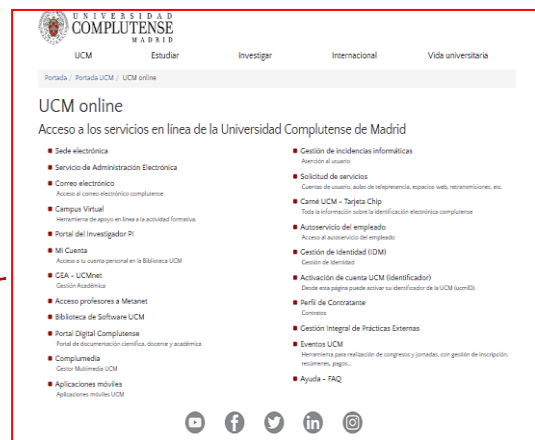 UNIVERSIDAD
COMPLUTENSE
MADRID
UCM Estudiar Investigar Internacional Vida universitaria
Portada / Portada UCM / UCM online
UCM online
Acceso a los servicios en línea de la Universidad Complutense de Madrid
Sede electrónica
Servicio de Administración Electrónica
Correo electrónico
Acceso al correo electrónico complutense
Campus Virtual
Herramienta de apoyo en línea a la actividad formativa.
Portal del Investigador PI
Mi Cuenta
Acceso a tu cuenta personal en la Biblioteca UCM
GEA - UCMnet
Gestión Académica
Acceso profesores a Metanet
Biblioteca de Software UCM
Portal Digital Complutense
Portal de documentación científica, docente y académica
Complumedia
Gestor Multimedia UCM
Aplicaciones móviles
Aplicaciones móviles UCM
Gestión de incidencias informáticas
Atención al usuario
Solicitud de servicios
Cuentas de usuario, aulas de telepresencia, espacios web, retransmisiones, etc.
Carné UCM - Tarjeta Chip
Toda la información sobre la identificación electrónica complutense
Autoservicio del empleado
Acceso al autoservicio del empleado
Gestión de Identidad (IDM)
Gestión de Identidad
Activación de cuenta UCM (identificador)
Desde esta página puede activar su identificador de la UCM (ucmID).
Perfil de Contratante
Contratos
Gestión Integral de Prácticas Externas
Eventos UCM
Herramienta para realización de congresos y jornadas, con gestión de inscripción,
resúmenes, pagos...
Ayuda - FAQ